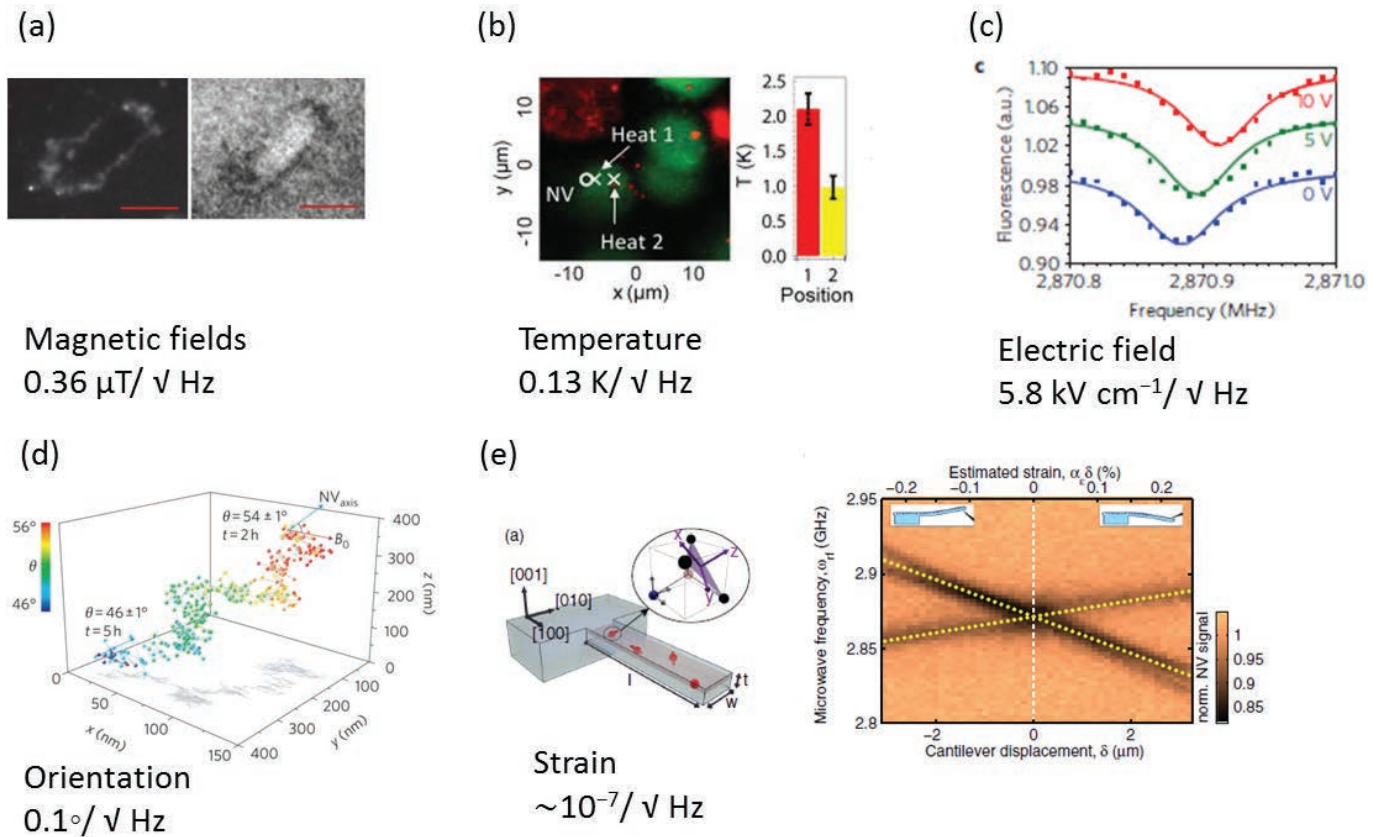 (a)
Magnetic fields
0.36 μT/ √ Hz
(b)
10
0
-10
y (μm)
-10 0 10
x (μm)
Heat 1
NV
Heat 2
2.5
2.0
1.5
1.0
0.5
0.0
T (K)
1 2
Position
Temperature
0.13 K/ √ Hz
(c)
c
1.10
1.06
1.02
0.98
0.94
0.90
Fluorescence (a.u.)
10 V
5 V
0 V
2,870.8 2,870.9 2,871.0
Frequency (MHz)
Electric field
5.8 kV cm⁻¹/ √ Hz
(d)
56°
θ
46°
θ = 54 ± 1°
t = 2 h
NVaxis
B₀
θ = 46 ± 1°
t = 5 h
400
300
200
100
0
z (nm)
0
50
100
150
x (nm)
100
200
300
400
y (nm)
Orientation
0.1°/ √ Hz
(e)
(a)
[001]
[010]
[100]
X
Z
y
l
w
t
Strain
~10⁻⁷/ √ Hz
Estimated strain, αεδ (%)
−0.2 −0.1 0 0.1 0.2
2.95
2.9
2.85
2.8
Microwave frequency, ωrf (GHz)
−2 0 2
Cantilever displacement, δ (μm)
1
0.95
0.9
0.85
norm. NV signal